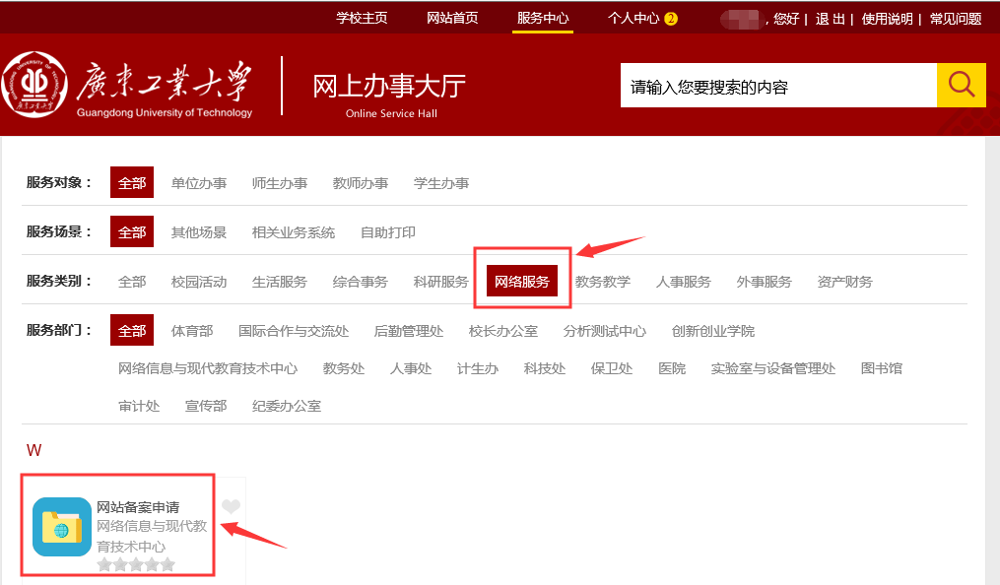 学校主页 网站首页 服务中心 个人中心 2 , 您好 | 退 出 | 使用说明 | 常见问题
廣東工業大學
Guangdong University of Technology
网上办事大厅
Online Service Hall
请输入您要搜索的内容
服务对象： 全部 单位办事 师生办事 教师办事 学生办事
服务场景： 全部 其他场景 相关业务系统 自助打印
服务类别： 全部 校园活动 生活服务 综合事务 科研服务 网络服务 教务教学 人事服务 外事服务 资产财务
服务部门： 全部 体育部 国际合作与交流处 后勤管理处 校长办公室 分析测试中心 创新创业学院
网络信息与现代教育技术中心 教务处 人事处 计生办 科技处 保卫处 医院 实验室与设备管理处 图书馆
审计处 宣传部 纪委办公室
W
网站备案申请
网络信息与现代教
育技术中心